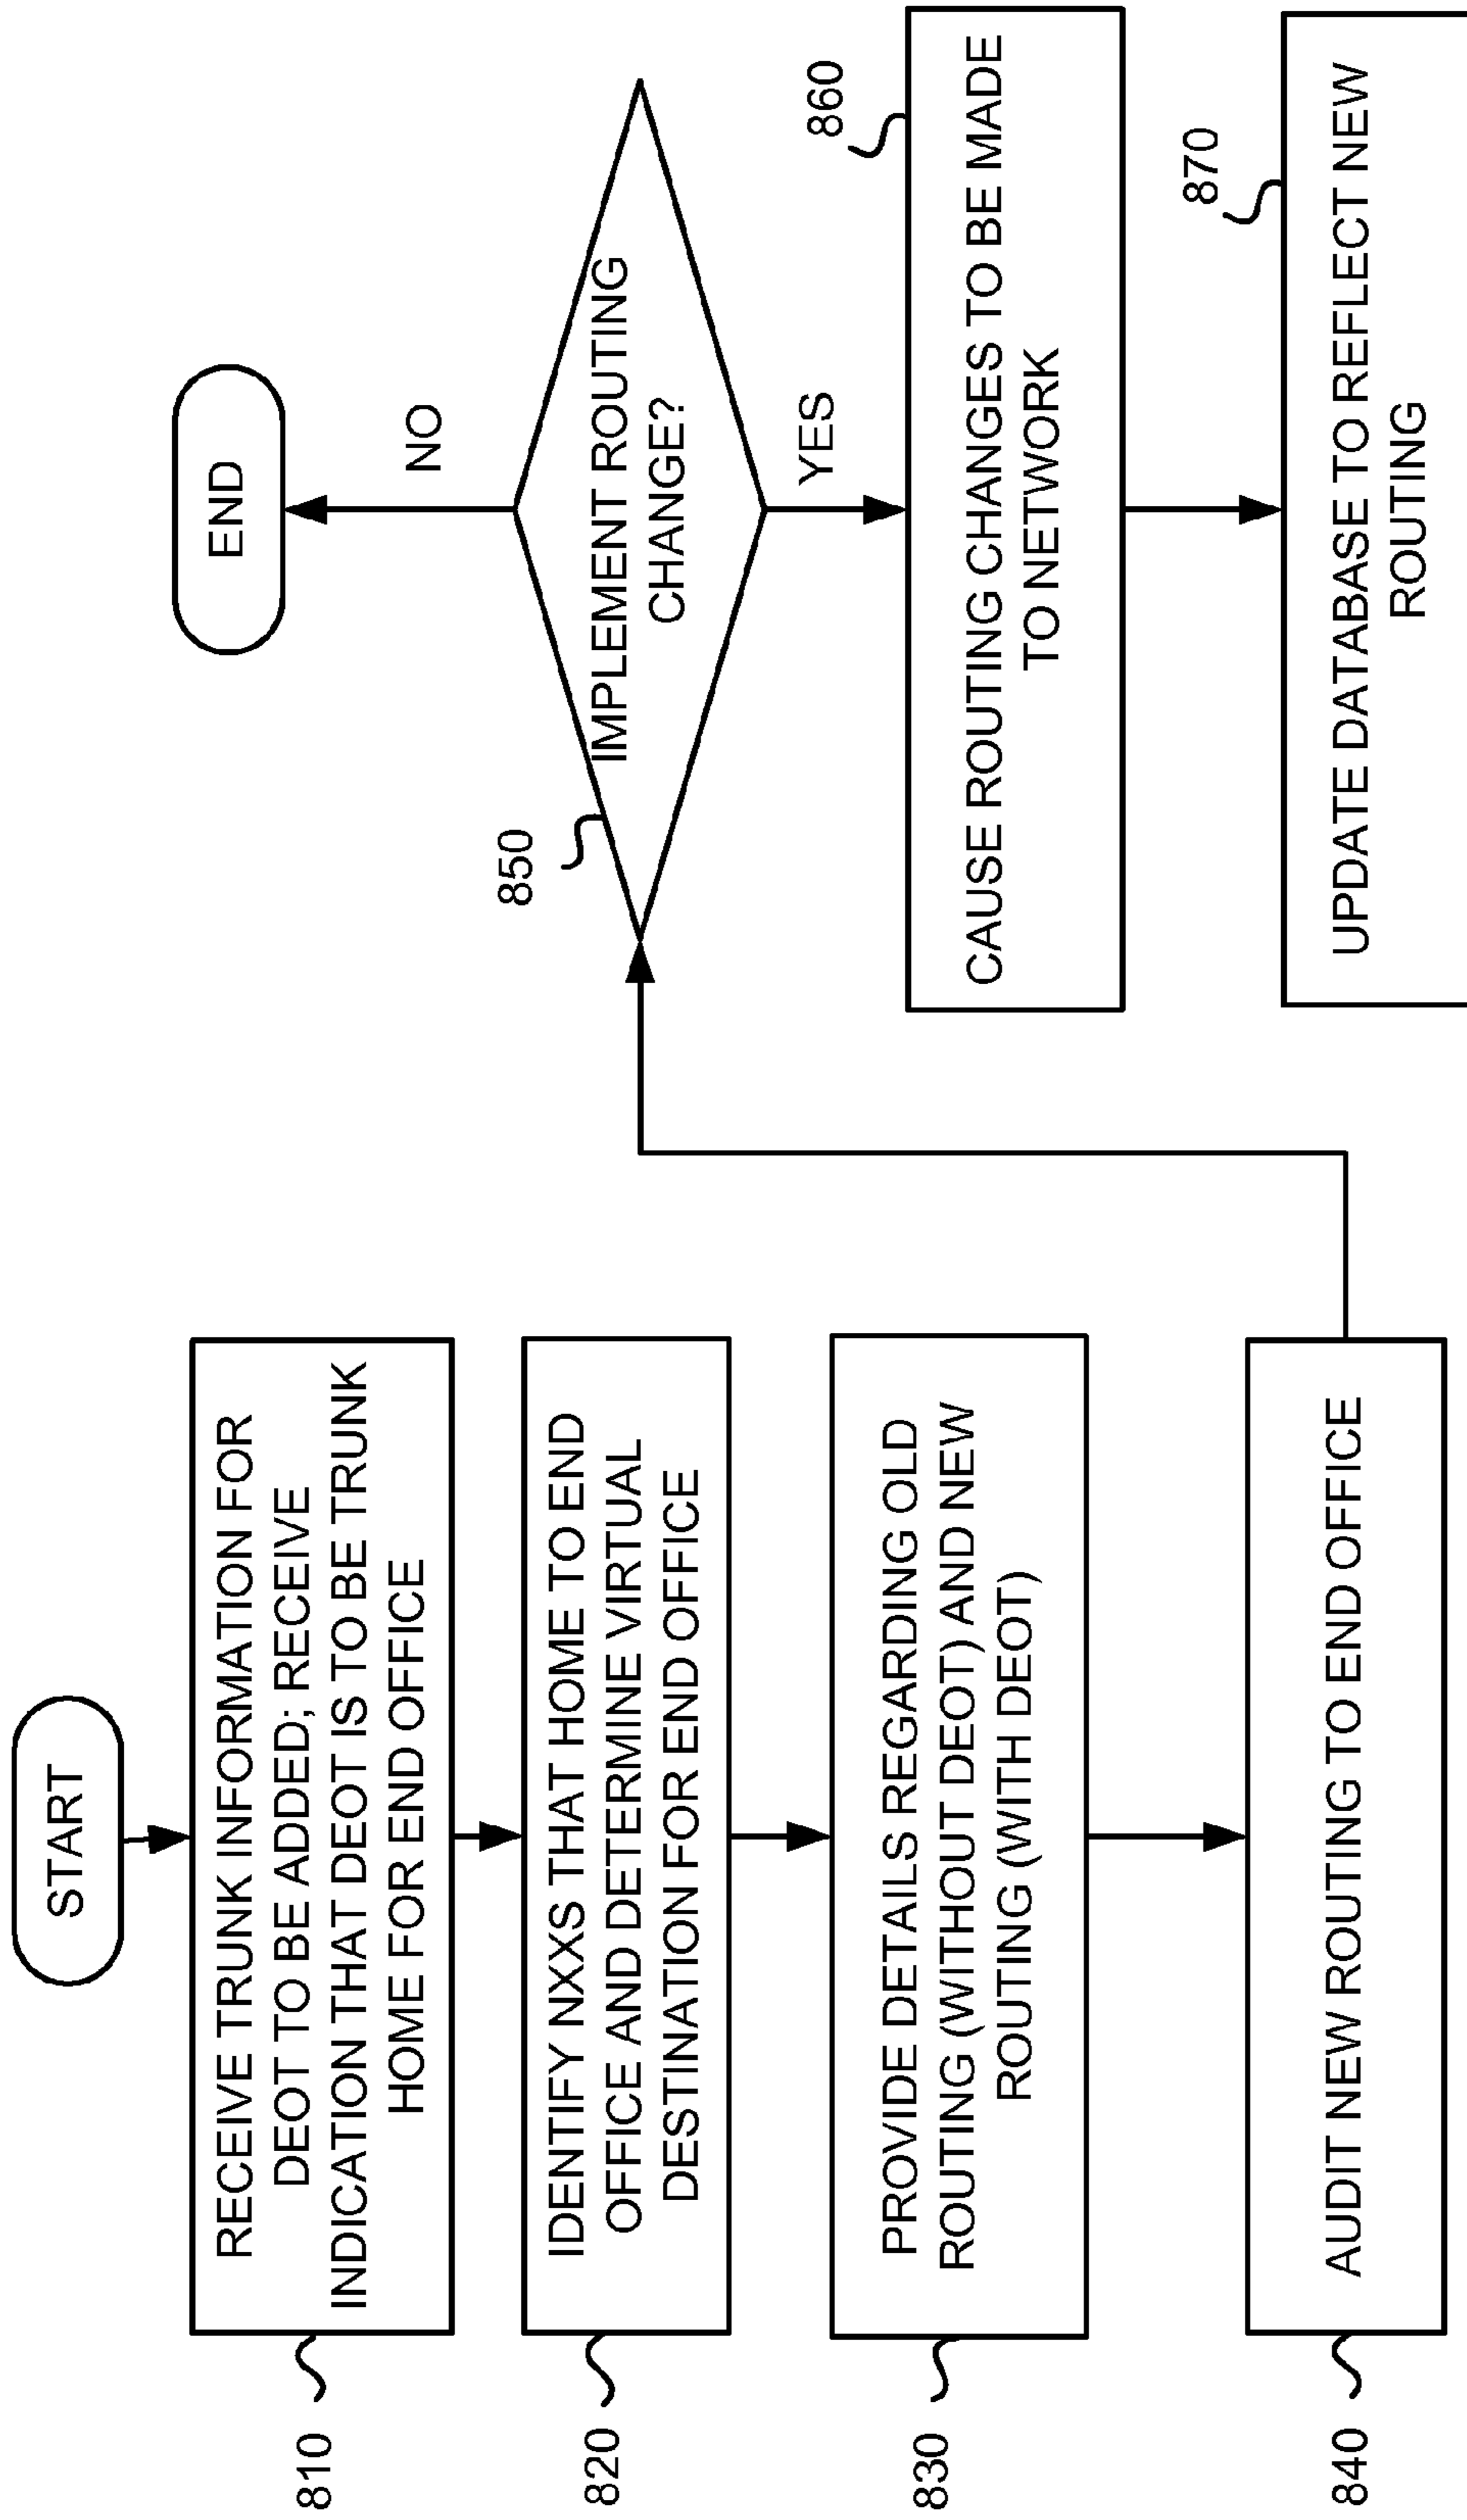 START
810
RECEIVE TRUNK INFORMATION FOR
DEOT TO BE ADDED; RECEIVE
INDICATION THAT DEOT IS TO BE TRUNK
HOME FOR END OFFICE
820
IDENTIFY NXXS THAT HOME TO END
OFFICE AND DETERMINE VIRTUAL
DESTINATION FOR END OFFICE
830
PROVIDE DETAILS REGARDING OLD
ROUTING (WITHOUT DEOT) AND NEW
ROUTING (WITH DEOT)
840
AUDIT NEW ROUTING TO END OFFICE
END
NO
850
IMPLEMENT ROUTING
CHANGE?
YES
860
CAUSE ROUTING CHANGES TO BE MADE
TO NETWORK
870
UPDATE DATABASE TO REFLECT NEW
ROUTING